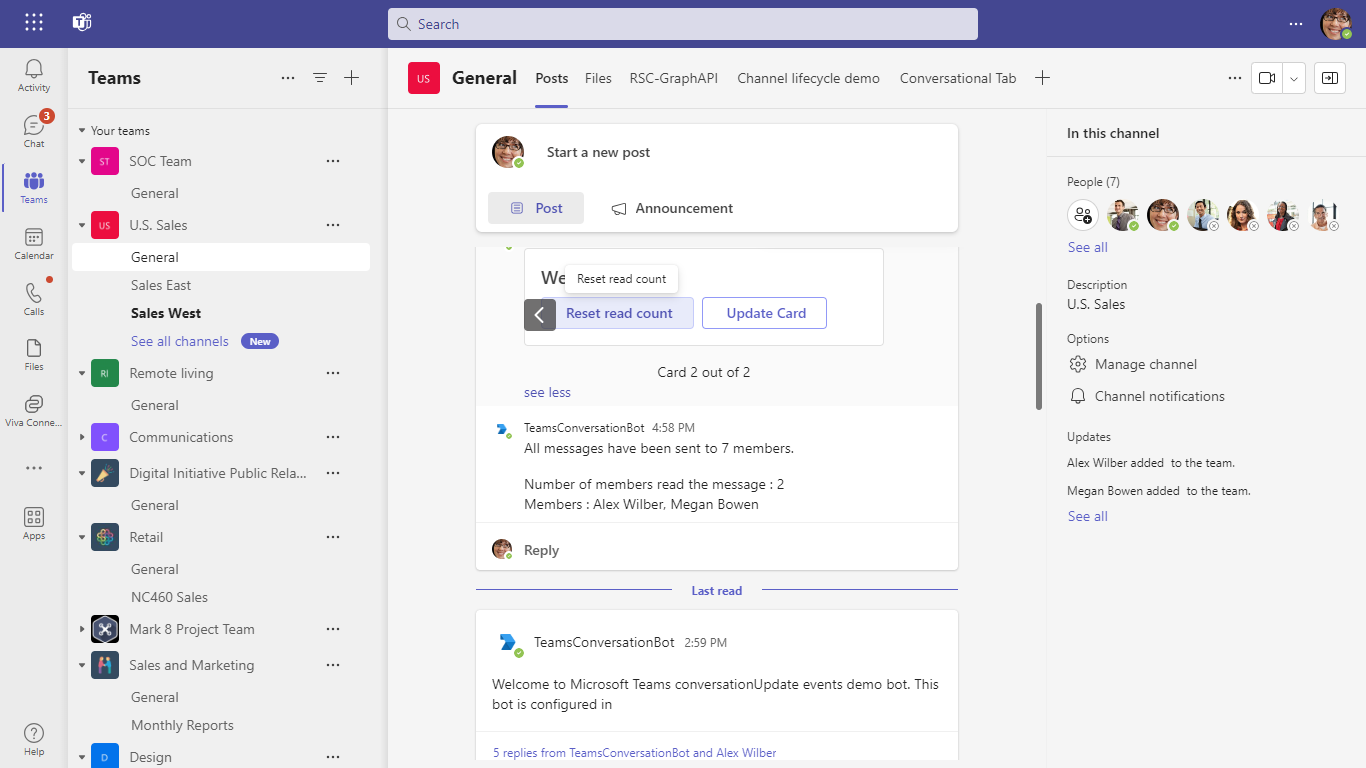 Search
Activity
Chat
3
Teams
Calendar
Calls
Files
Viva Conne...
Apps
Help
Teams
Your teams
ST
SOC Team
General
US
U.S. Sales
General
Sales East
Sales West
See all channels
New
RI
Remote living
General
C
Communications
Digital Initiative Public Rela...
General
Retail
General
NC460 Sales
Mark 8 Project Team
Sales and Marketing
General
Monthly Reports
D
Design
US
General
Posts
Files
RSC-GraphAPI
Channel lifecycle demo
Conversational Tab
Start a new post
Post
Announcement
We
Reset read count
Reset read count
Update Card
Card 2 out of 2
see less
TeamsConversationBot 4:58 PM
All messages have been sent to 7 members.
Number of members read the message : 2
Members : Alex Wilber, Megan Bowen
Reply
Last read
TeamsConversationBot 2:59 PM
Welcome to Microsoft Teams conversationUpdate events demo bot. This
bot is configured in
5 replies from TeamsConversationBot and Alex Wilber
In this channel
People (7)
See all
Description
U.S. Sales
Options
Manage channel
Channel notifications
Updates
Alex Wilber added  to the team.
Megan Bowen added  to the team.
See all